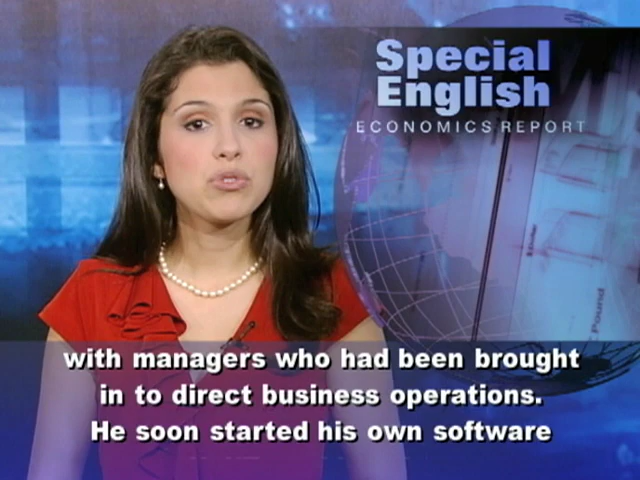 Special
English
ECONOMICS REPORT
Pound
with managers who had been brought
in to direct business operations.
He soon started his own software